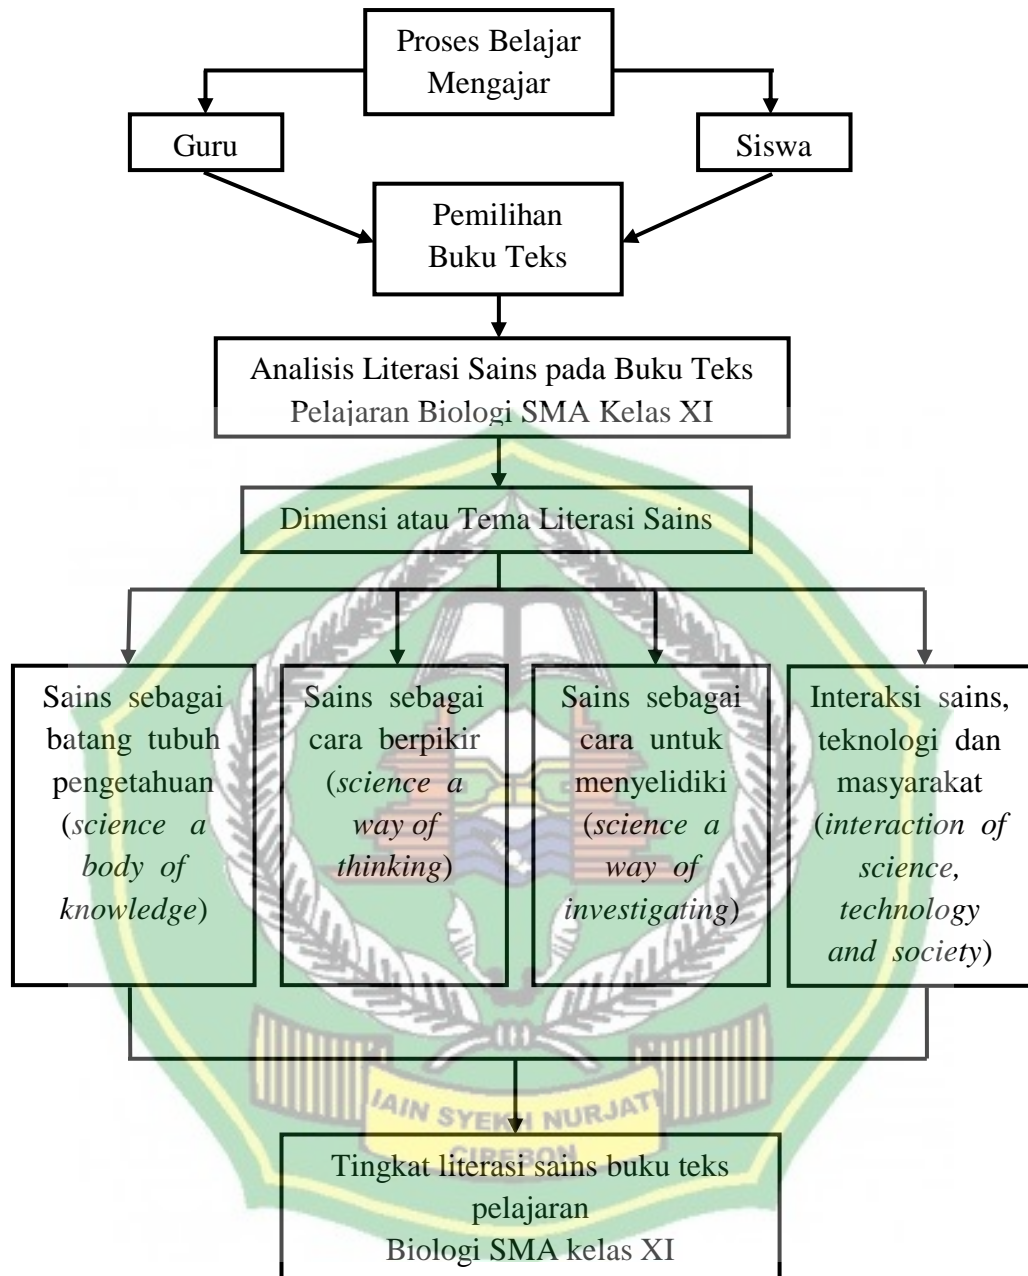 Proses Belajar
Mengajar
Guru
Siswa
Pemilihan
Buku Teks
Analisis Literasi Sains pada Buku Teks
Pelajaran Biologi SMA Kelas XI
Dimensi atau Tema Literasi Sains
Sains sebagai
batang tubuh
pengetahuan
(science a
body of
knowledge)
Sains sebagai
cara berpikir
(science a
way of
thinking)
Sains sebagai
cara untuk
menyelidiki
(science a
way of
investigating)
Interaksi sains,
teknologi dan
masyarakat
(interaction of
science,
technology
and society)
IAIN SYEKH NURJATI
CIREBON
Tingkat literasi sains buku teks
pelajaran
Biologi SMA kelas XI